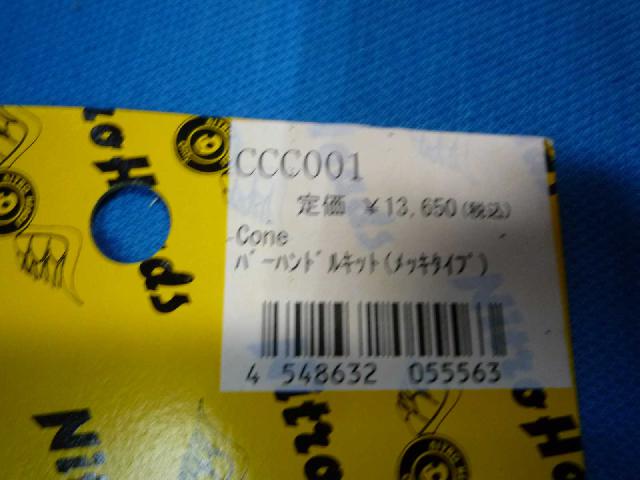 CCC001
定価 ¥13,650(税込)
Cone
バーハンドルキット(メッキタイプ)
4 548632 055563